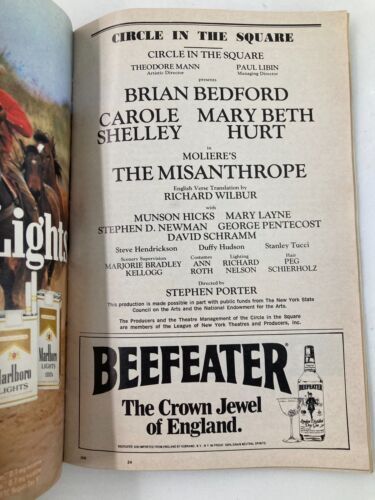 CIRCLE IN THE SQUARE
CIRCLE IN THE SQUARE
THEODORE MANN PAUL LIBIN
Artistic Director Managing Director
presents
BRIAN BEDFORD
CAROLE MARY BETH
SHELLEY HURT
in
MOLIERE'S
THE MISANTHROPE
English Verse Translation by
RICHARD WILBUR
with
MUNSON HICKS MARY LAYNE
STEPHEN D. NEWMAN GEORGE PENTECOST
DAVID SCHRAMM
Steve Hendrickson Duffy Hudson Stanley Tucci
Scenery Supervision Costumes Lighting Hair
MARJORIE BRADLEY ANN RICHARD PEG
KELLOGG ROTH NELSON SCHIERHOLZ
Directed by
STEPHEN PORTER
This production is made possible in part with public funds from The New York State
Council on the Arts and the National Endowment for the Arts.
The Producers and Theatre Management of the Circle in the Square
are members of the League of New York Theatres and Producers, Inc.
BEEFEATER
The Crown Jewel
of England.
BEEFEATER
24
Lights
Marlboro
LIGHTS
Marlboro
LIGHTS